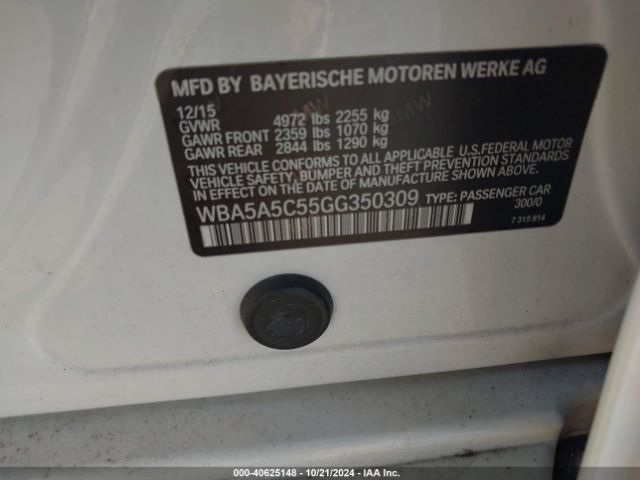 MFD BY BAYERISCHE MOTOREN WERKE AG
12/15
GVWR 4972 lbs 2255 kg
GAWR FRONT 2359 lbs 1070 kg
GAWR REAR 2844 lbs 1290 kg
THIS VEHICLE CONFORMS TO ALL APPLICABLE U.S.FEDERAL MOTOR
VEHICLE SAFETY, BUMPER AND THEFT PREVENTION STANDARDS
IN EFFECT ON THE DATE OF MANUFACTURE SHOWN ABOVE.
WBA5A5C55GG350309 TYPE: PASSENGER CAR
300/0
7 315 814
000-40625148 - 10/21/2024 - IAA Inc.